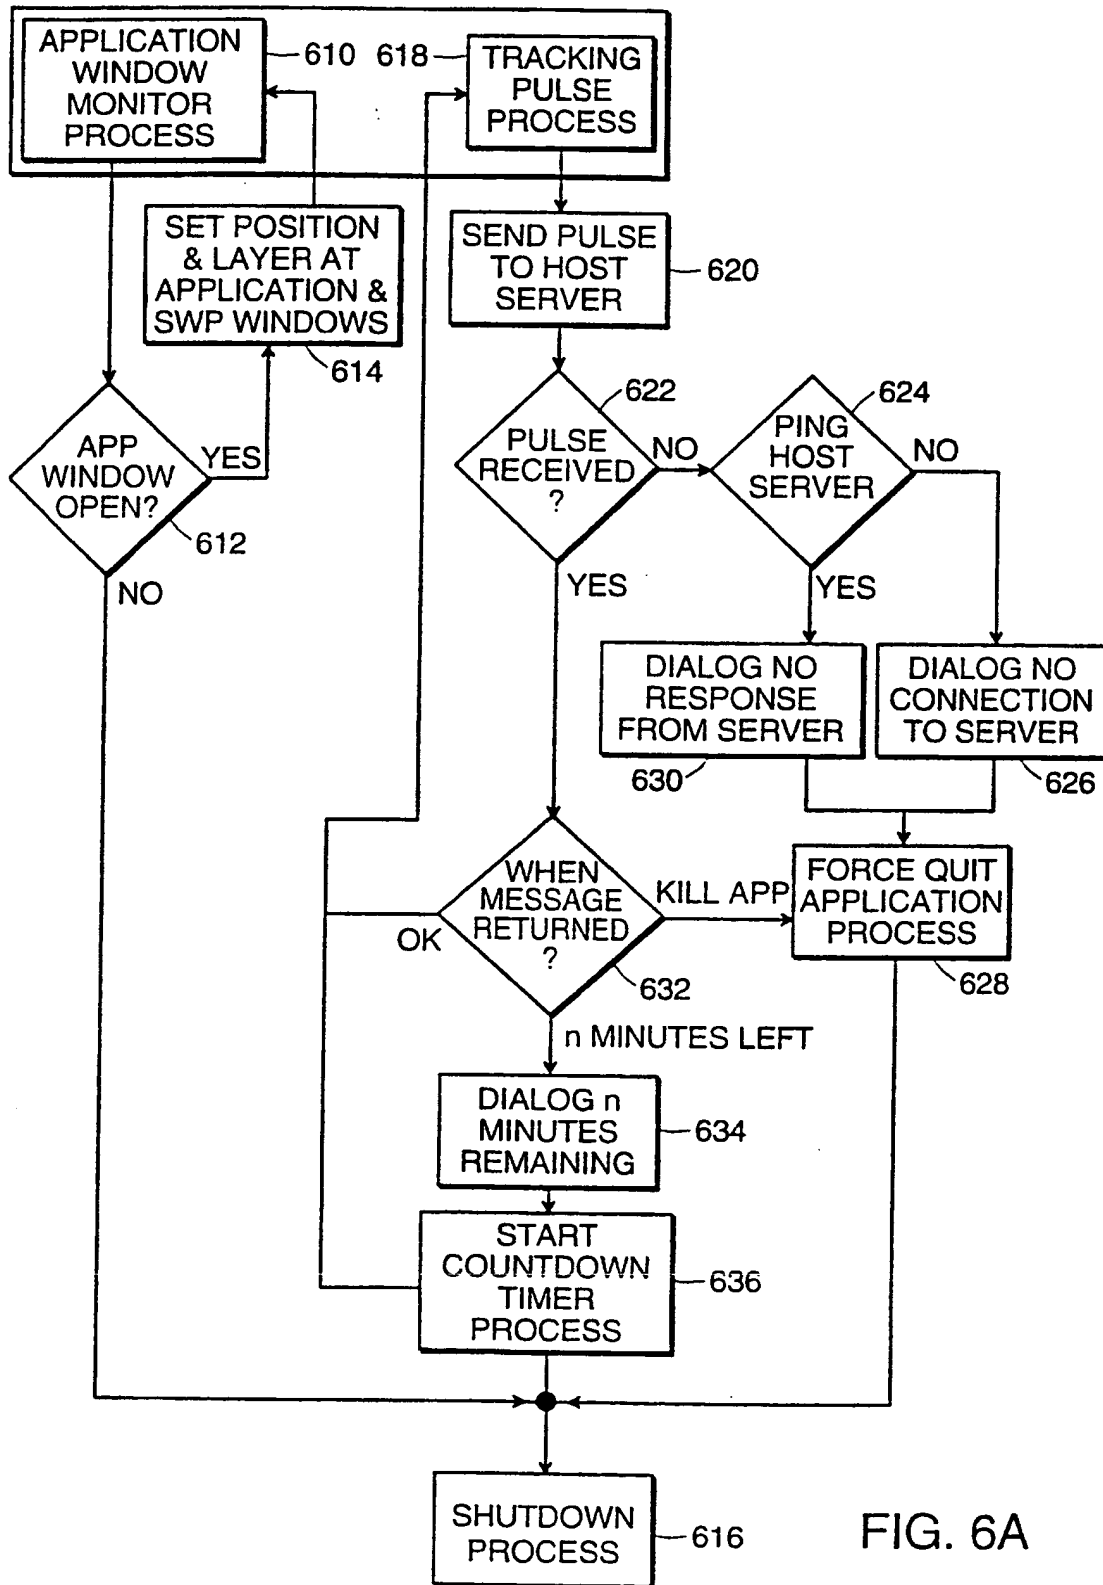 APPLICATION
WINDOW
MONITOR
PROCESS
610
618
TRACKING
PULSE
PROCESS
SET POSITION
& LAYER AT
APPLICATION &
SWP WINDOWS
614
SEND PULSE
TO HOST
SERVER
620
APP
WINDOW
OPEN?
YES
612
NO
PULSE
RECEIVED
?
622
NO
YES
PING
HOST
SERVER
624
NO
YES
DIALOG NO
RESPONSE
FROM SERVER
630
DIALOG NO
CONNECTION
TO SERVER
626
WHEN
MESSAGE
RETURNED
?
OK
KILL APP
632
n MINUTES LEFT
FORCE QUIT
APPLICATION
PROCESS
628
DIALOG n
MINUTES
REMAINING
634
START
COUNTDOWN
TIMER
PROCESS
636
SHUTDOWN
PROCESS
616
FIG. 6A